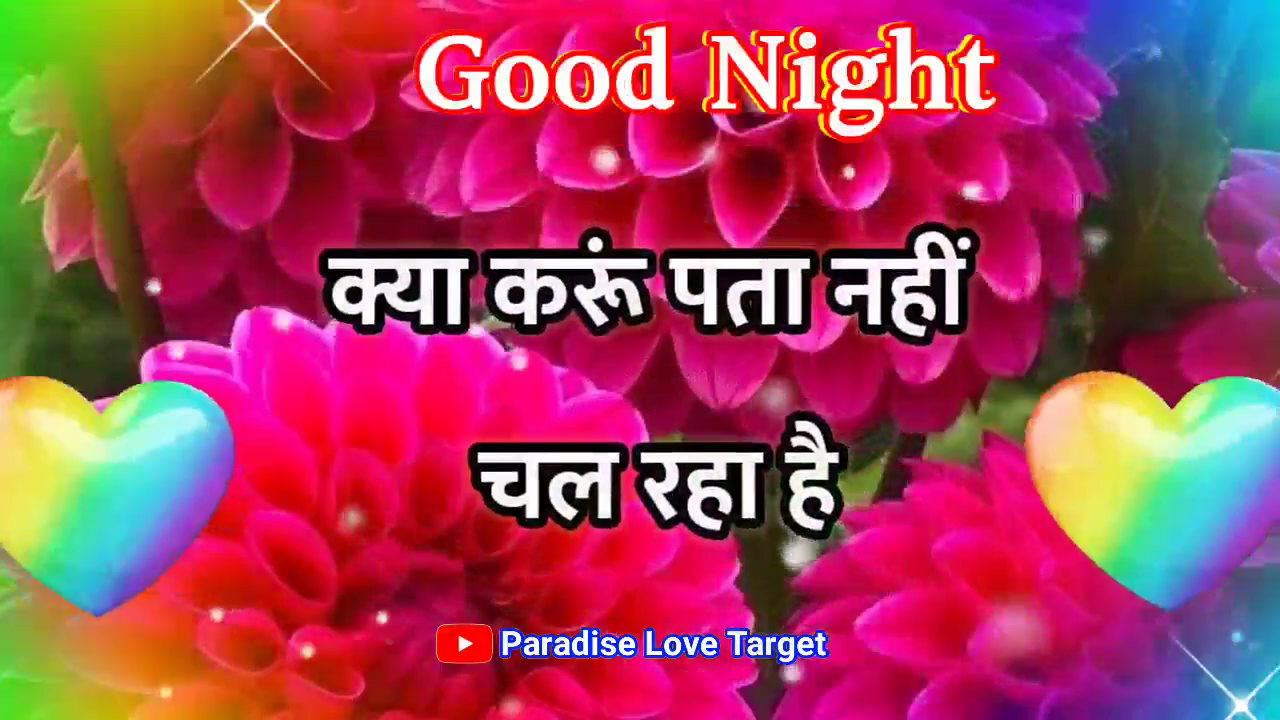 Good Night
क्या करूं पता नहीं
चल रहा है
Paradise Love Target